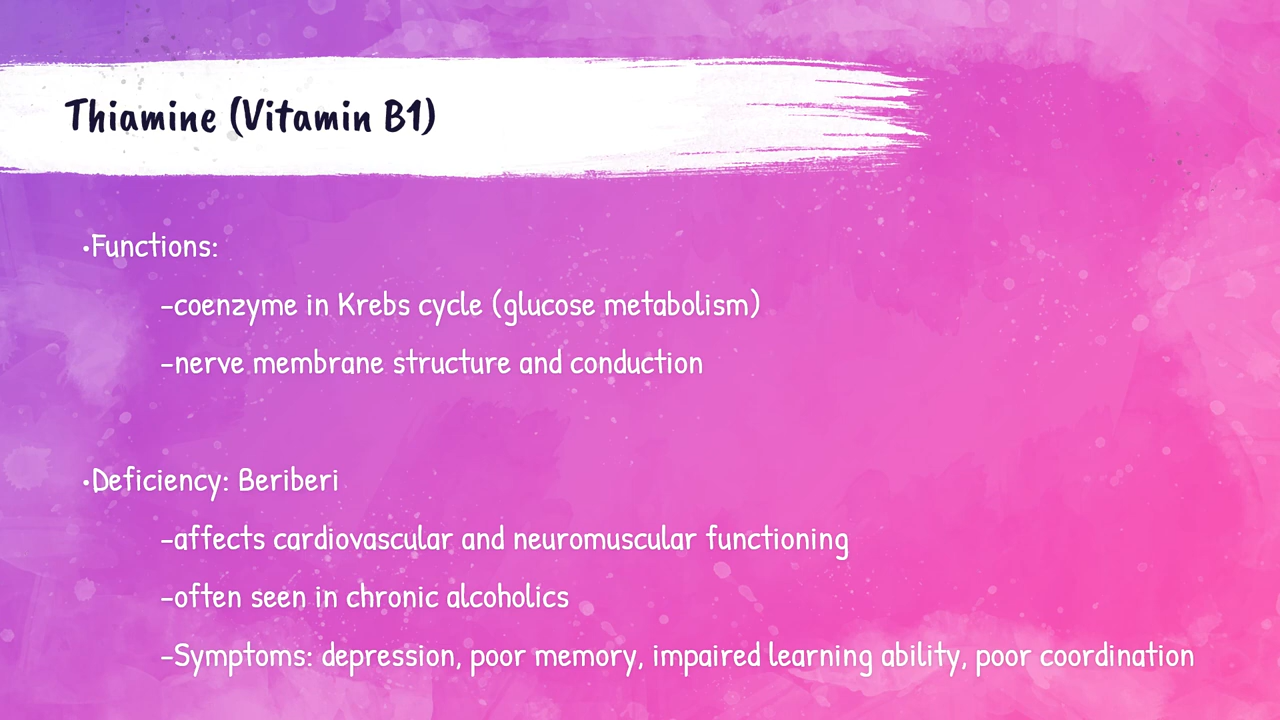 Thiamine (Vitamin B1)
•Functions:
–coenzyme in Krebs cycle (glucose metabolism)
–nerve membrane structure and conduction
•Deficiency: Beriberi
–affects cardiovascular and neuromuscular functioning
–often seen in chronic alcoholics
–Symptoms: depression, poor memory, impaired learning ability, poor coordination